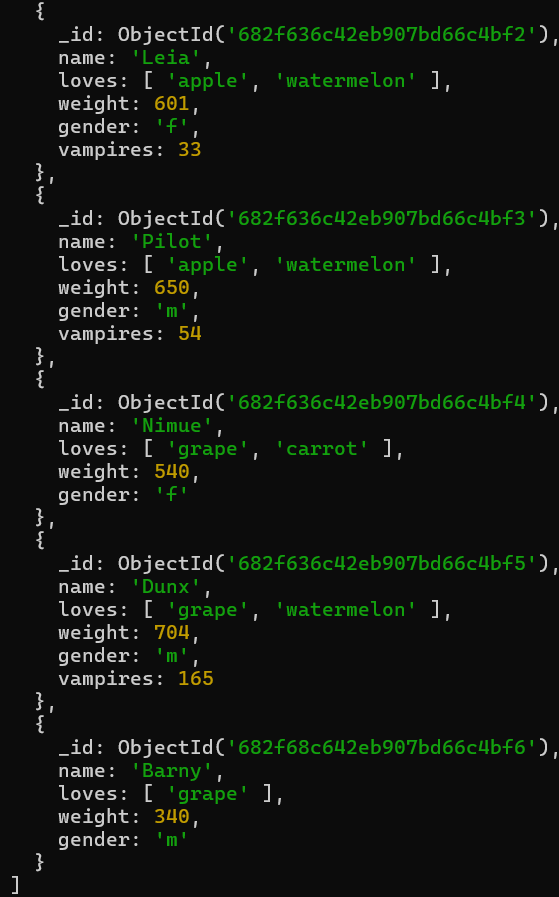 {
_id: ObjectId('682f636c42eb907bd66c4bf2'),
name: 'Leia',
loves: [ 'apple', 'watermelon' ],
weight: 601,
gender: 'f',
vampires: 33
},
{
_id: ObjectId('682f636c42eb907bd66c4bf3'),
name: 'Pilot',
loves: [ 'apple', 'watermelon' ],
weight: 650,
gender: 'm',
vampires: 54
},
{
_id: ObjectId('682f636c42eb907bd66c4bf4'),
name: 'Nimue',
loves: [ 'grape', 'carrot' ],
weight: 540,
gender: 'f'
},
{
_id: ObjectId('682f636c42eb907bd66c4bf5'),
name: 'Dunx',
loves: [ 'grape', 'watermelon' ],
weight: 704,
gender: 'm',
vampires: 165
},
{
_id: ObjectId('682f68c642eb907bd66c4bf6'),
name: 'Barny',
loves: [ 'grape' ],
weight: 340,
gender: 'm'
}
]